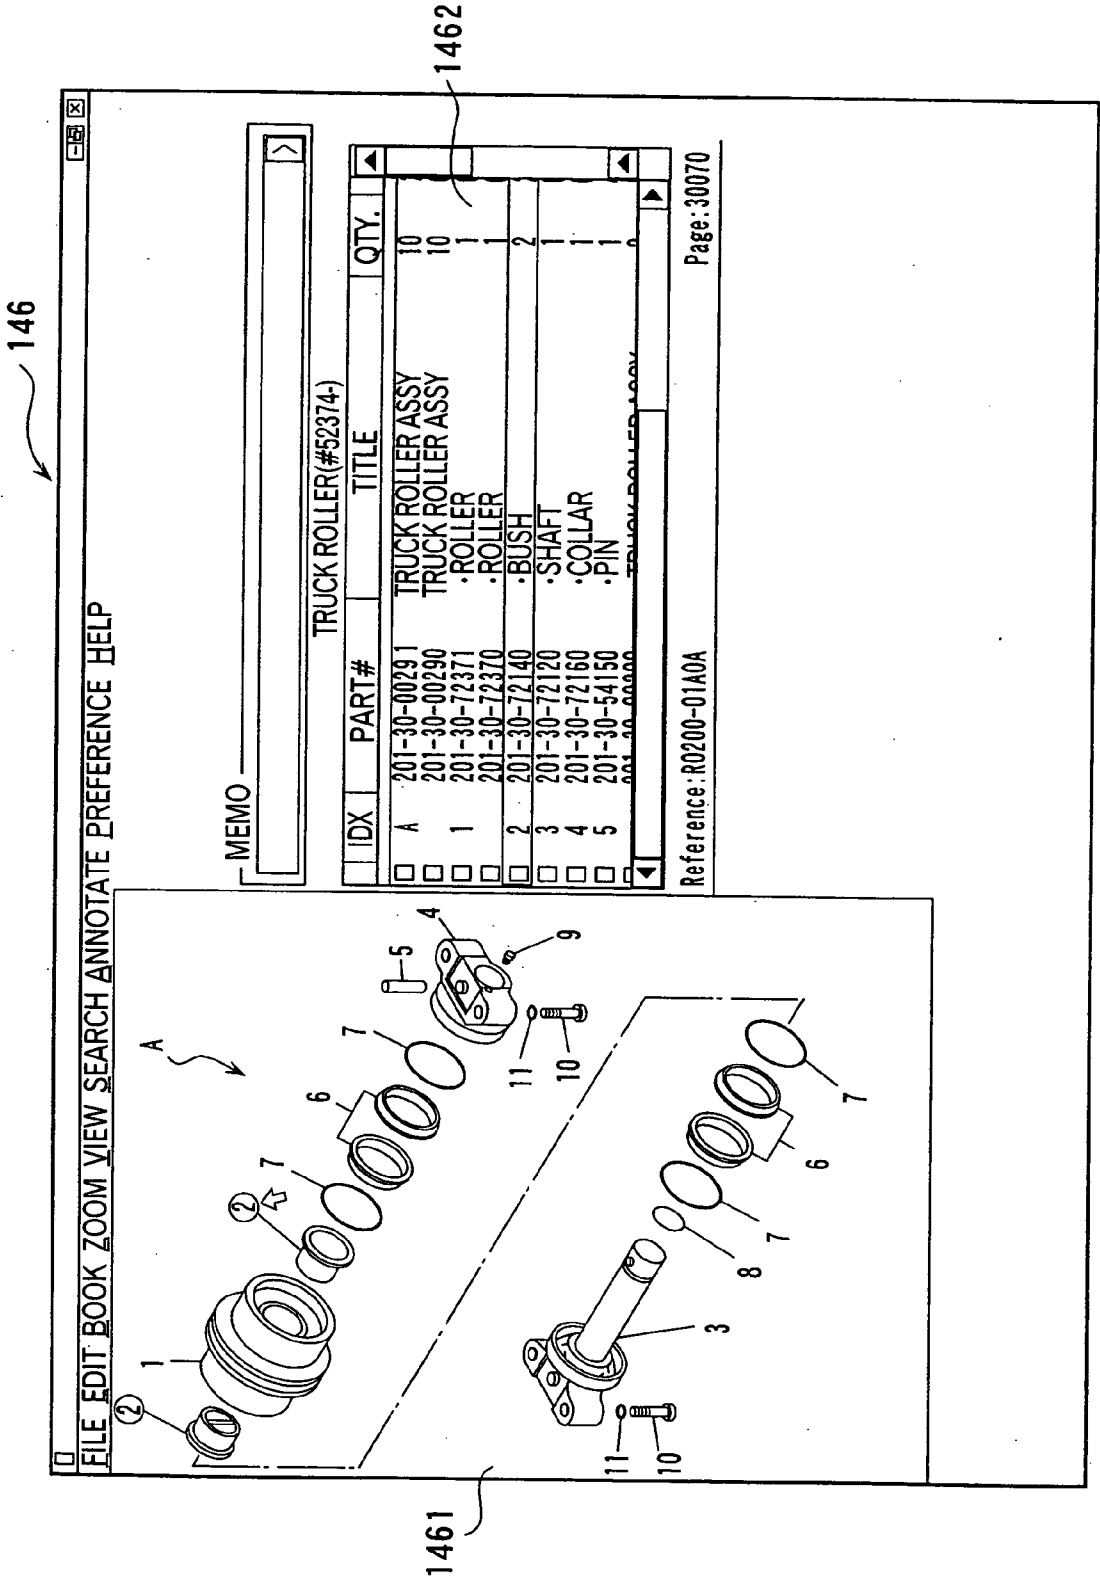 146
FILE EDIT BOOK ZOOM VIEW SEARCH ANNOTATE PREFERENCE HELP
MEMO
TRUCK ROLLER(#52374-)
IDX PART# TITLE QTY.
A 201-30-00291 TRUCK ROLLER ASSY 10
201-30-00290 TRUCK ROLLER ASSY 10
1 201-30-72371 ·ROLLER 1
201-30-72370 ·ROLLER 1
2 201-30-72140 ·BUSH 2
3 201-30-72120 ·SHAFT 1
4 201-30-72160 ·COLLAR 1
5 201-30-54150 ·PIN 1
TRUCK ROLLER ASSY
Reference:R0200-01A0A Page:30070
1462
1461
A
2
1
2
7
6
7
5
4
9
11
10
11
10
3
8
7
6
7